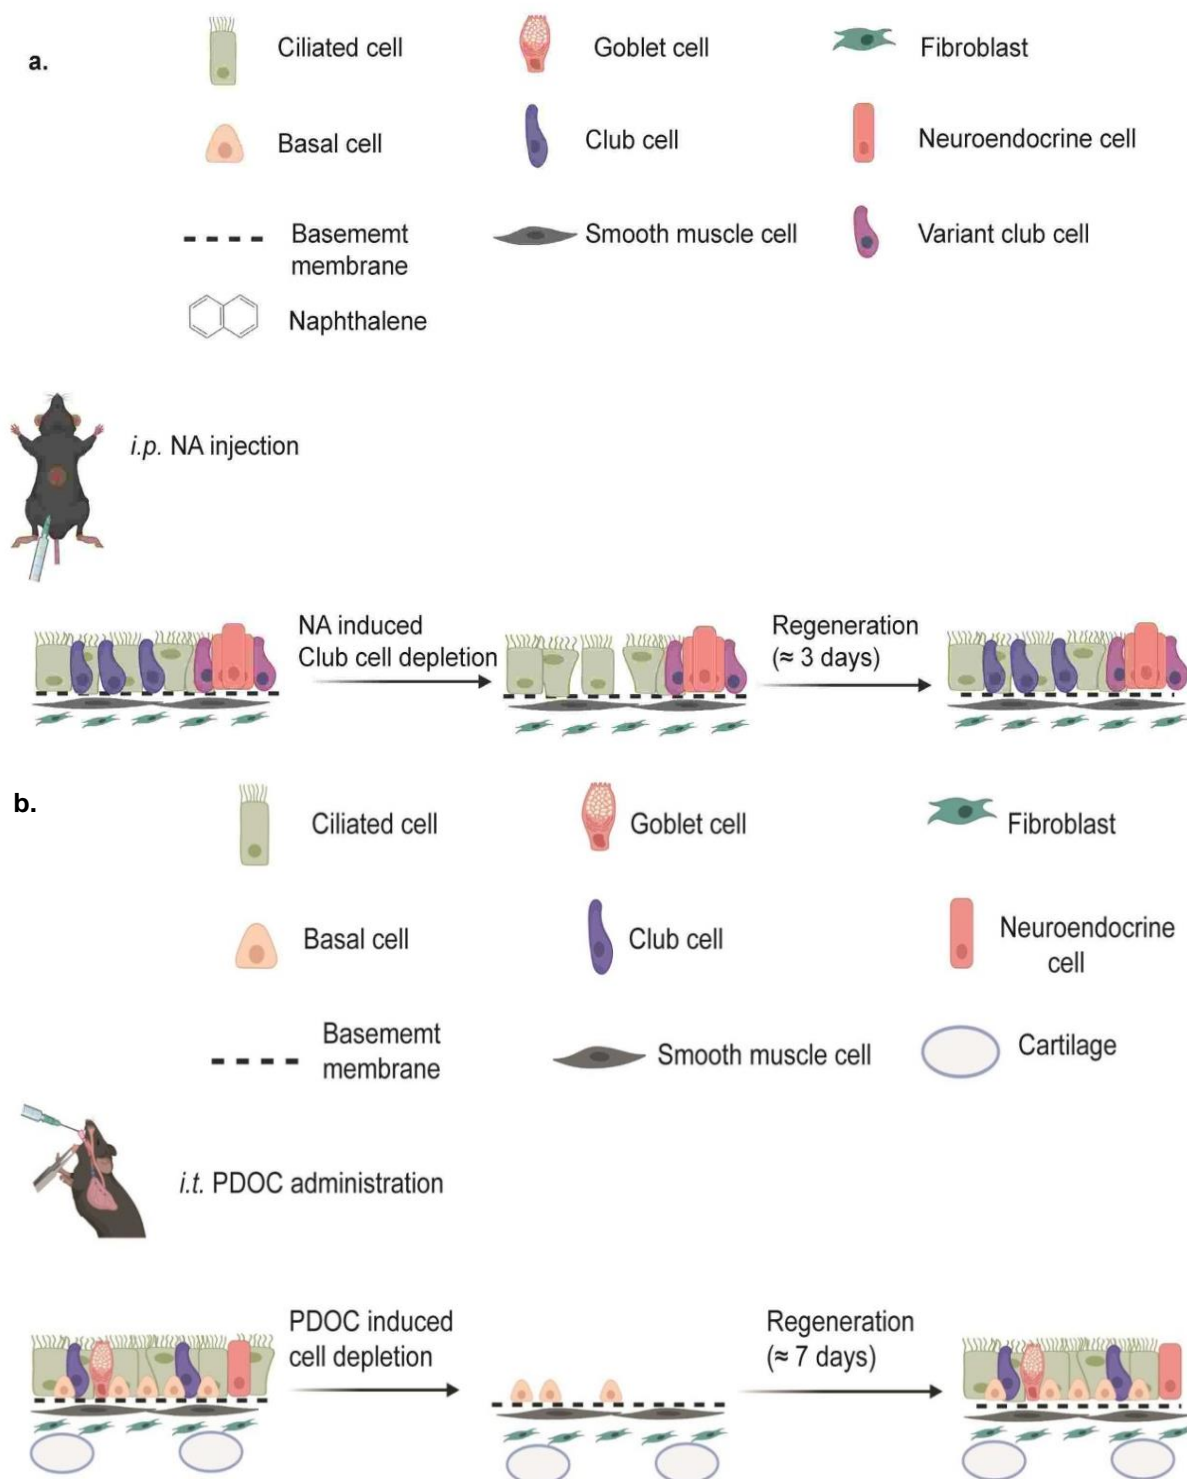 a.
Ciliated cell
Goblet cell
Fibroblast
Basal cell
Club cell
Neuroendocrine cell
Basememt
membrane
Smooth muscle cell
Variant club cell
Naphthalene
i.p. NA injection
NA induced
Club cell depletion
Regeneration
(≈ 3 days)
b.
Ciliated cell
Goblet cell
Fibroblast
Basal cell
Club cell
Neuroendocrine
cell
Basememt
membrane
Smooth muscle cell
Cartilage
i.t. PDOC administration
PDOC induced
cell depletion
Regeneration
(≈ 7 days)